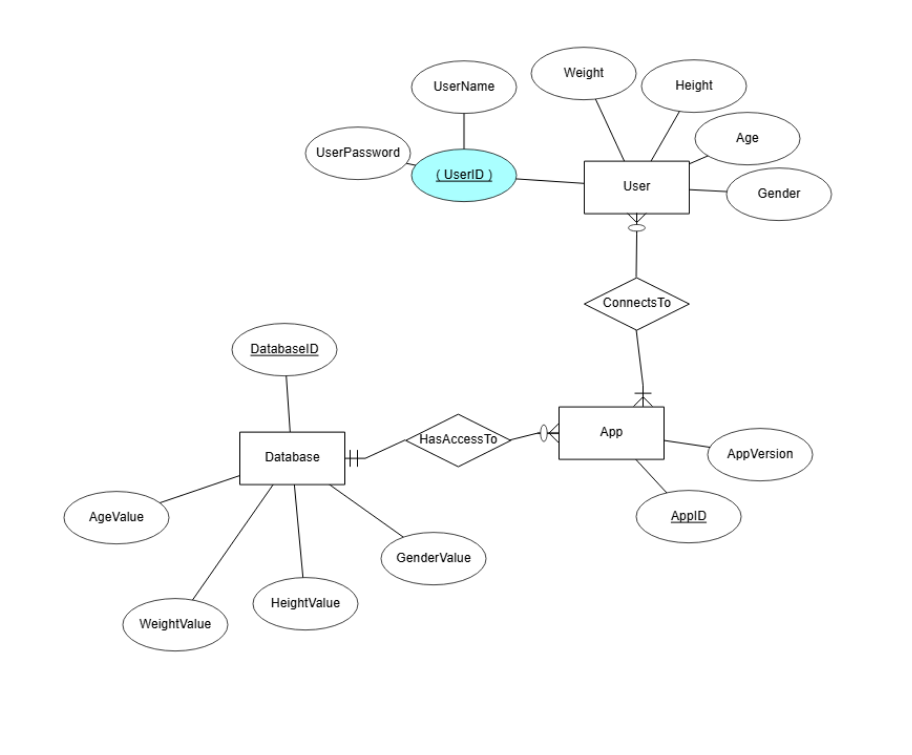 UserName
Weight
Height
Age
UserPassword
( UserID )
User
Gender
ConnectsTo
DatabaseID
HasAccessTo
App
Database
AppVersion
AgeValue
AppID
GenderValue
HeightValue
WeightValue